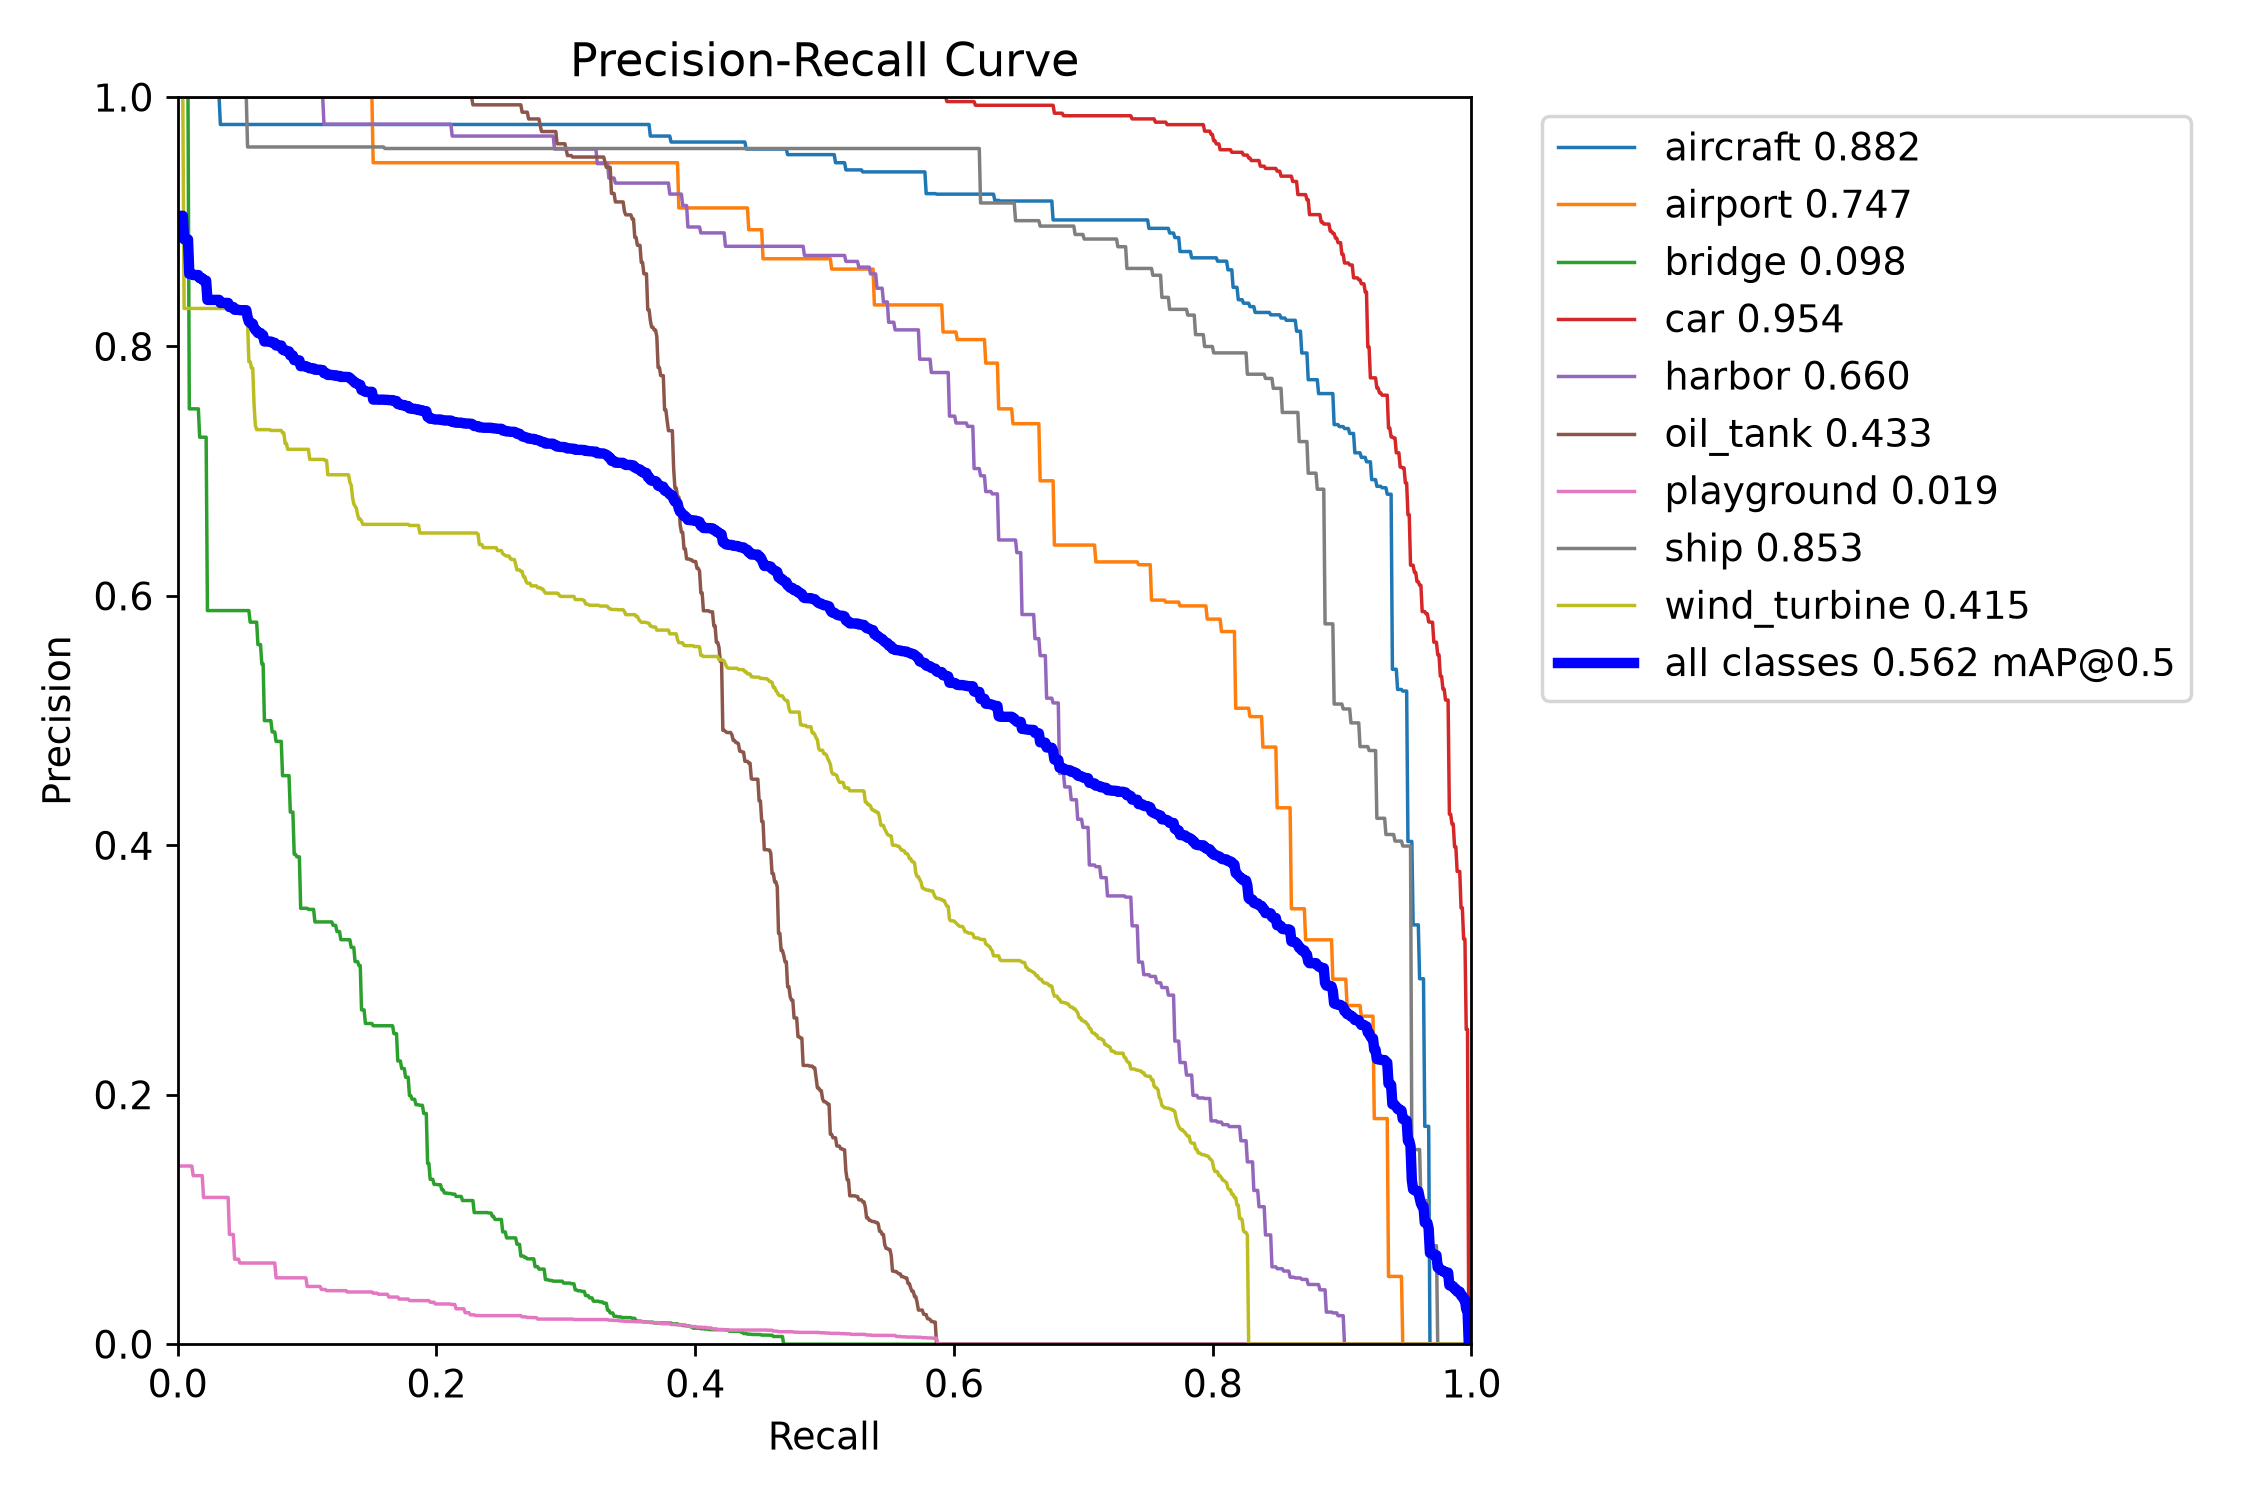 Precision-Recall Curve
1.0
0.8
0.6
0.4
0.2
0.0
Precision
0.0 0.2 0.4 0.6 0.8 1.0
Recall
aircraft 0.882
airport 0.747
bridge 0.098
car 0.954
harbor 0.660
oil_tank 0.433
playground 0.019
ship 0.853
wind_turbine 0.415
all classes 0.562 mAP@0.5